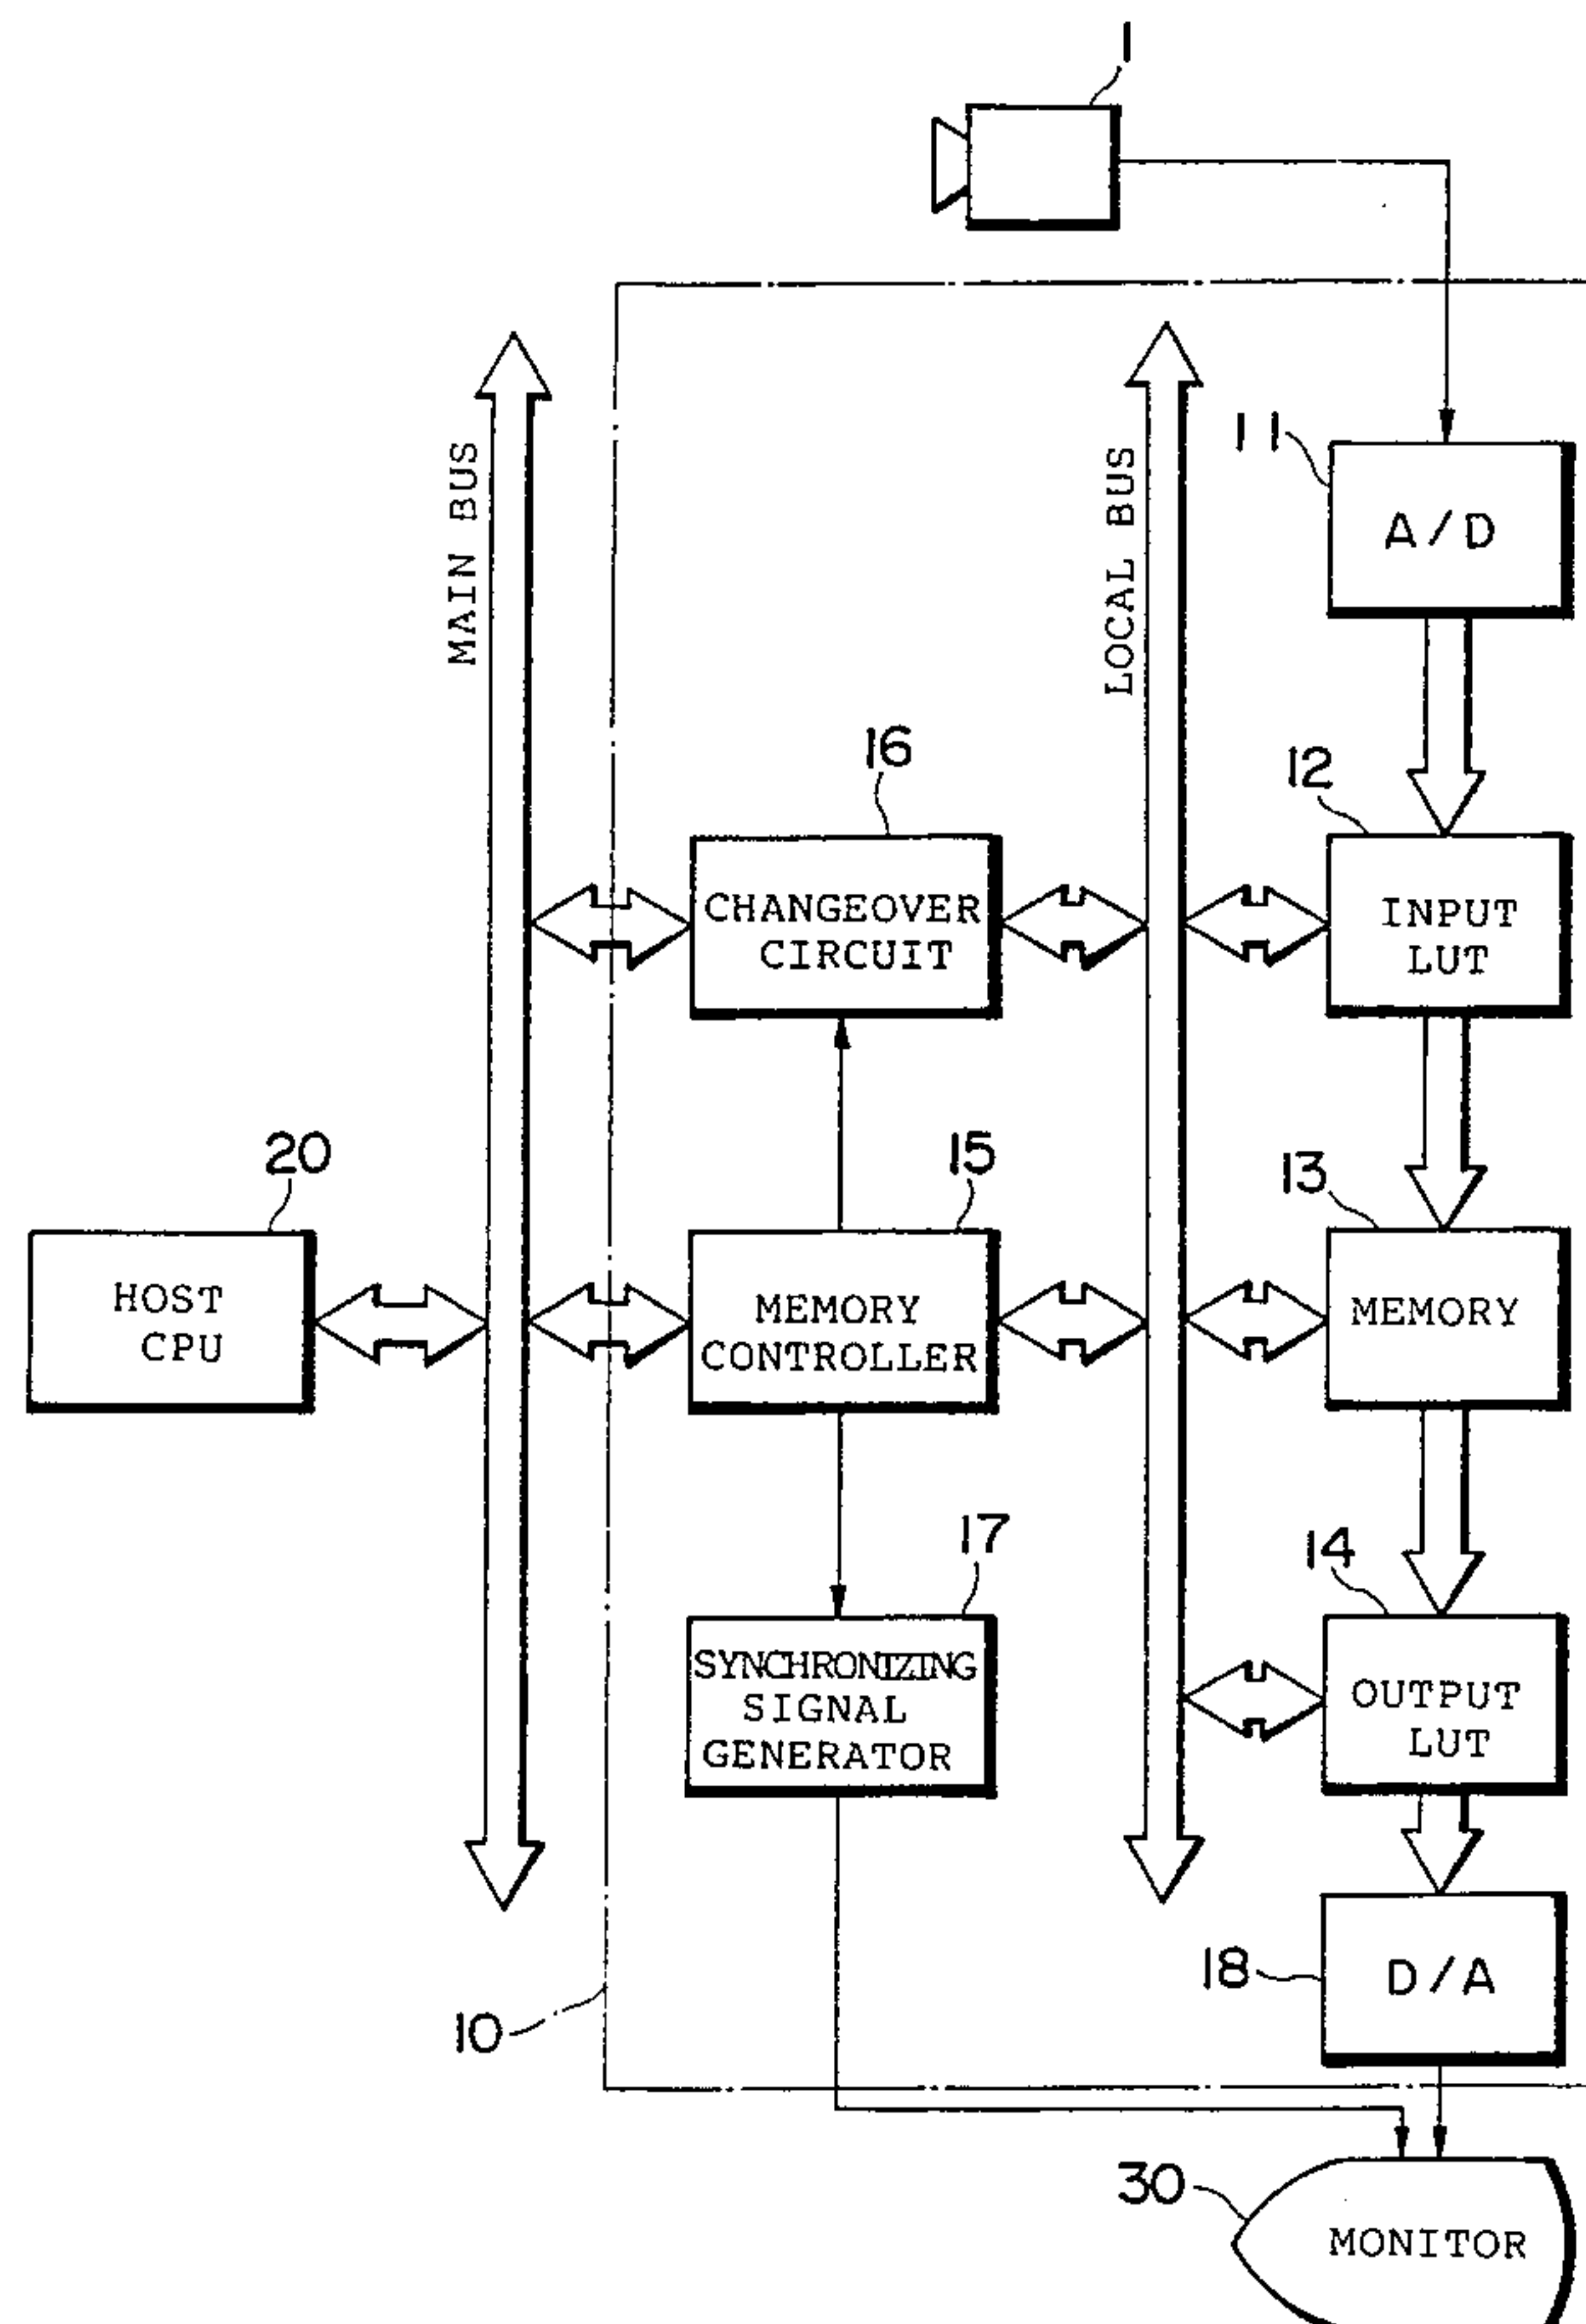 1
11
A/D
MAIN BUS
LOCAL BUS
16
12
CHANGEOVER
CIRCUIT
INPUT
LUT
20
15
13
HOST
CPU
MEMORY
CONTROLLER
MEMORY
17
14
SYNCHRONIZING
SIGNAL
GENERATOR
OUTPUT
LUT
18
D/A
10
30
MONITOR